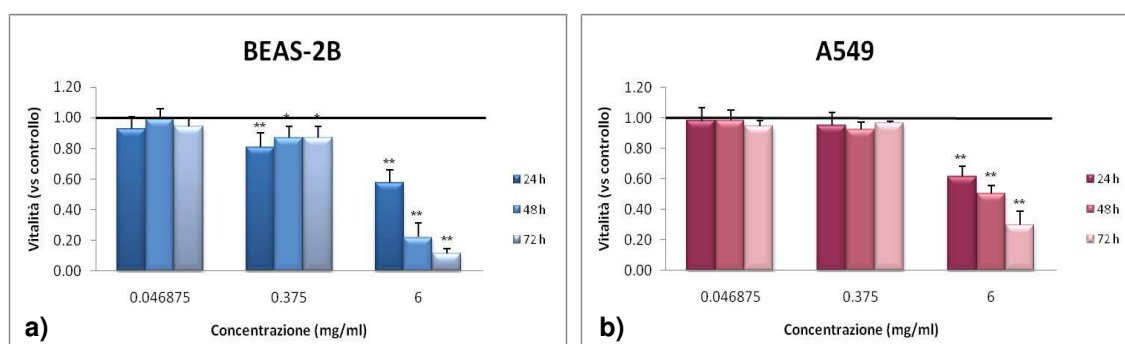 BEAS-2B
1.20
1.00
0.80
0.60
0.40
0.20
0.00
Vitalità (vs controllo)
** * *
**
**
**
24 h
48 h
72 h
0.046875 0.375 6
Concentrazione (mg/ml)
a)
A549
1.20
1.00
0.80
0.60
0.40
0.20
0.00
Vitalità (vs controllo)
**
**
**
24 h
48 h
72 h
0.046875 0.375 6
Concentrazione (mg/ml)
b)